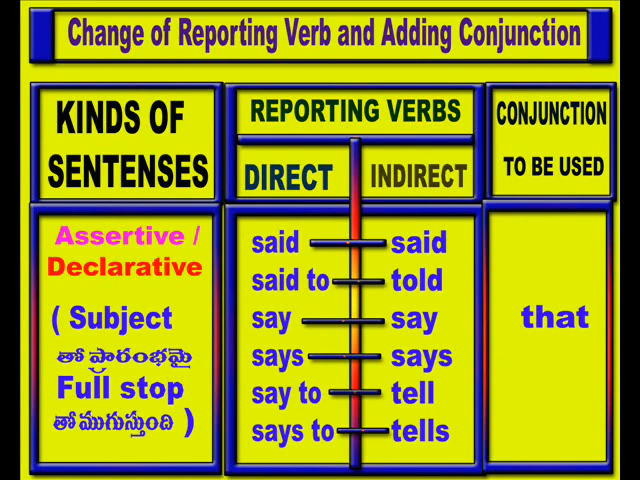 Change of Reporting Verb and Adding Conjunction
KINDS OF
SENTENSES
REPORTING VERBS
DIRECT
INDIRECT
CONJUNCTION
TO BE USED
Assertive /
Declarative
( Subject
తో ప్రారంభమై
Full stop
తో ముగుస్తుంది )
said said
said to told
say say
says says
say to tell
says to tells
that